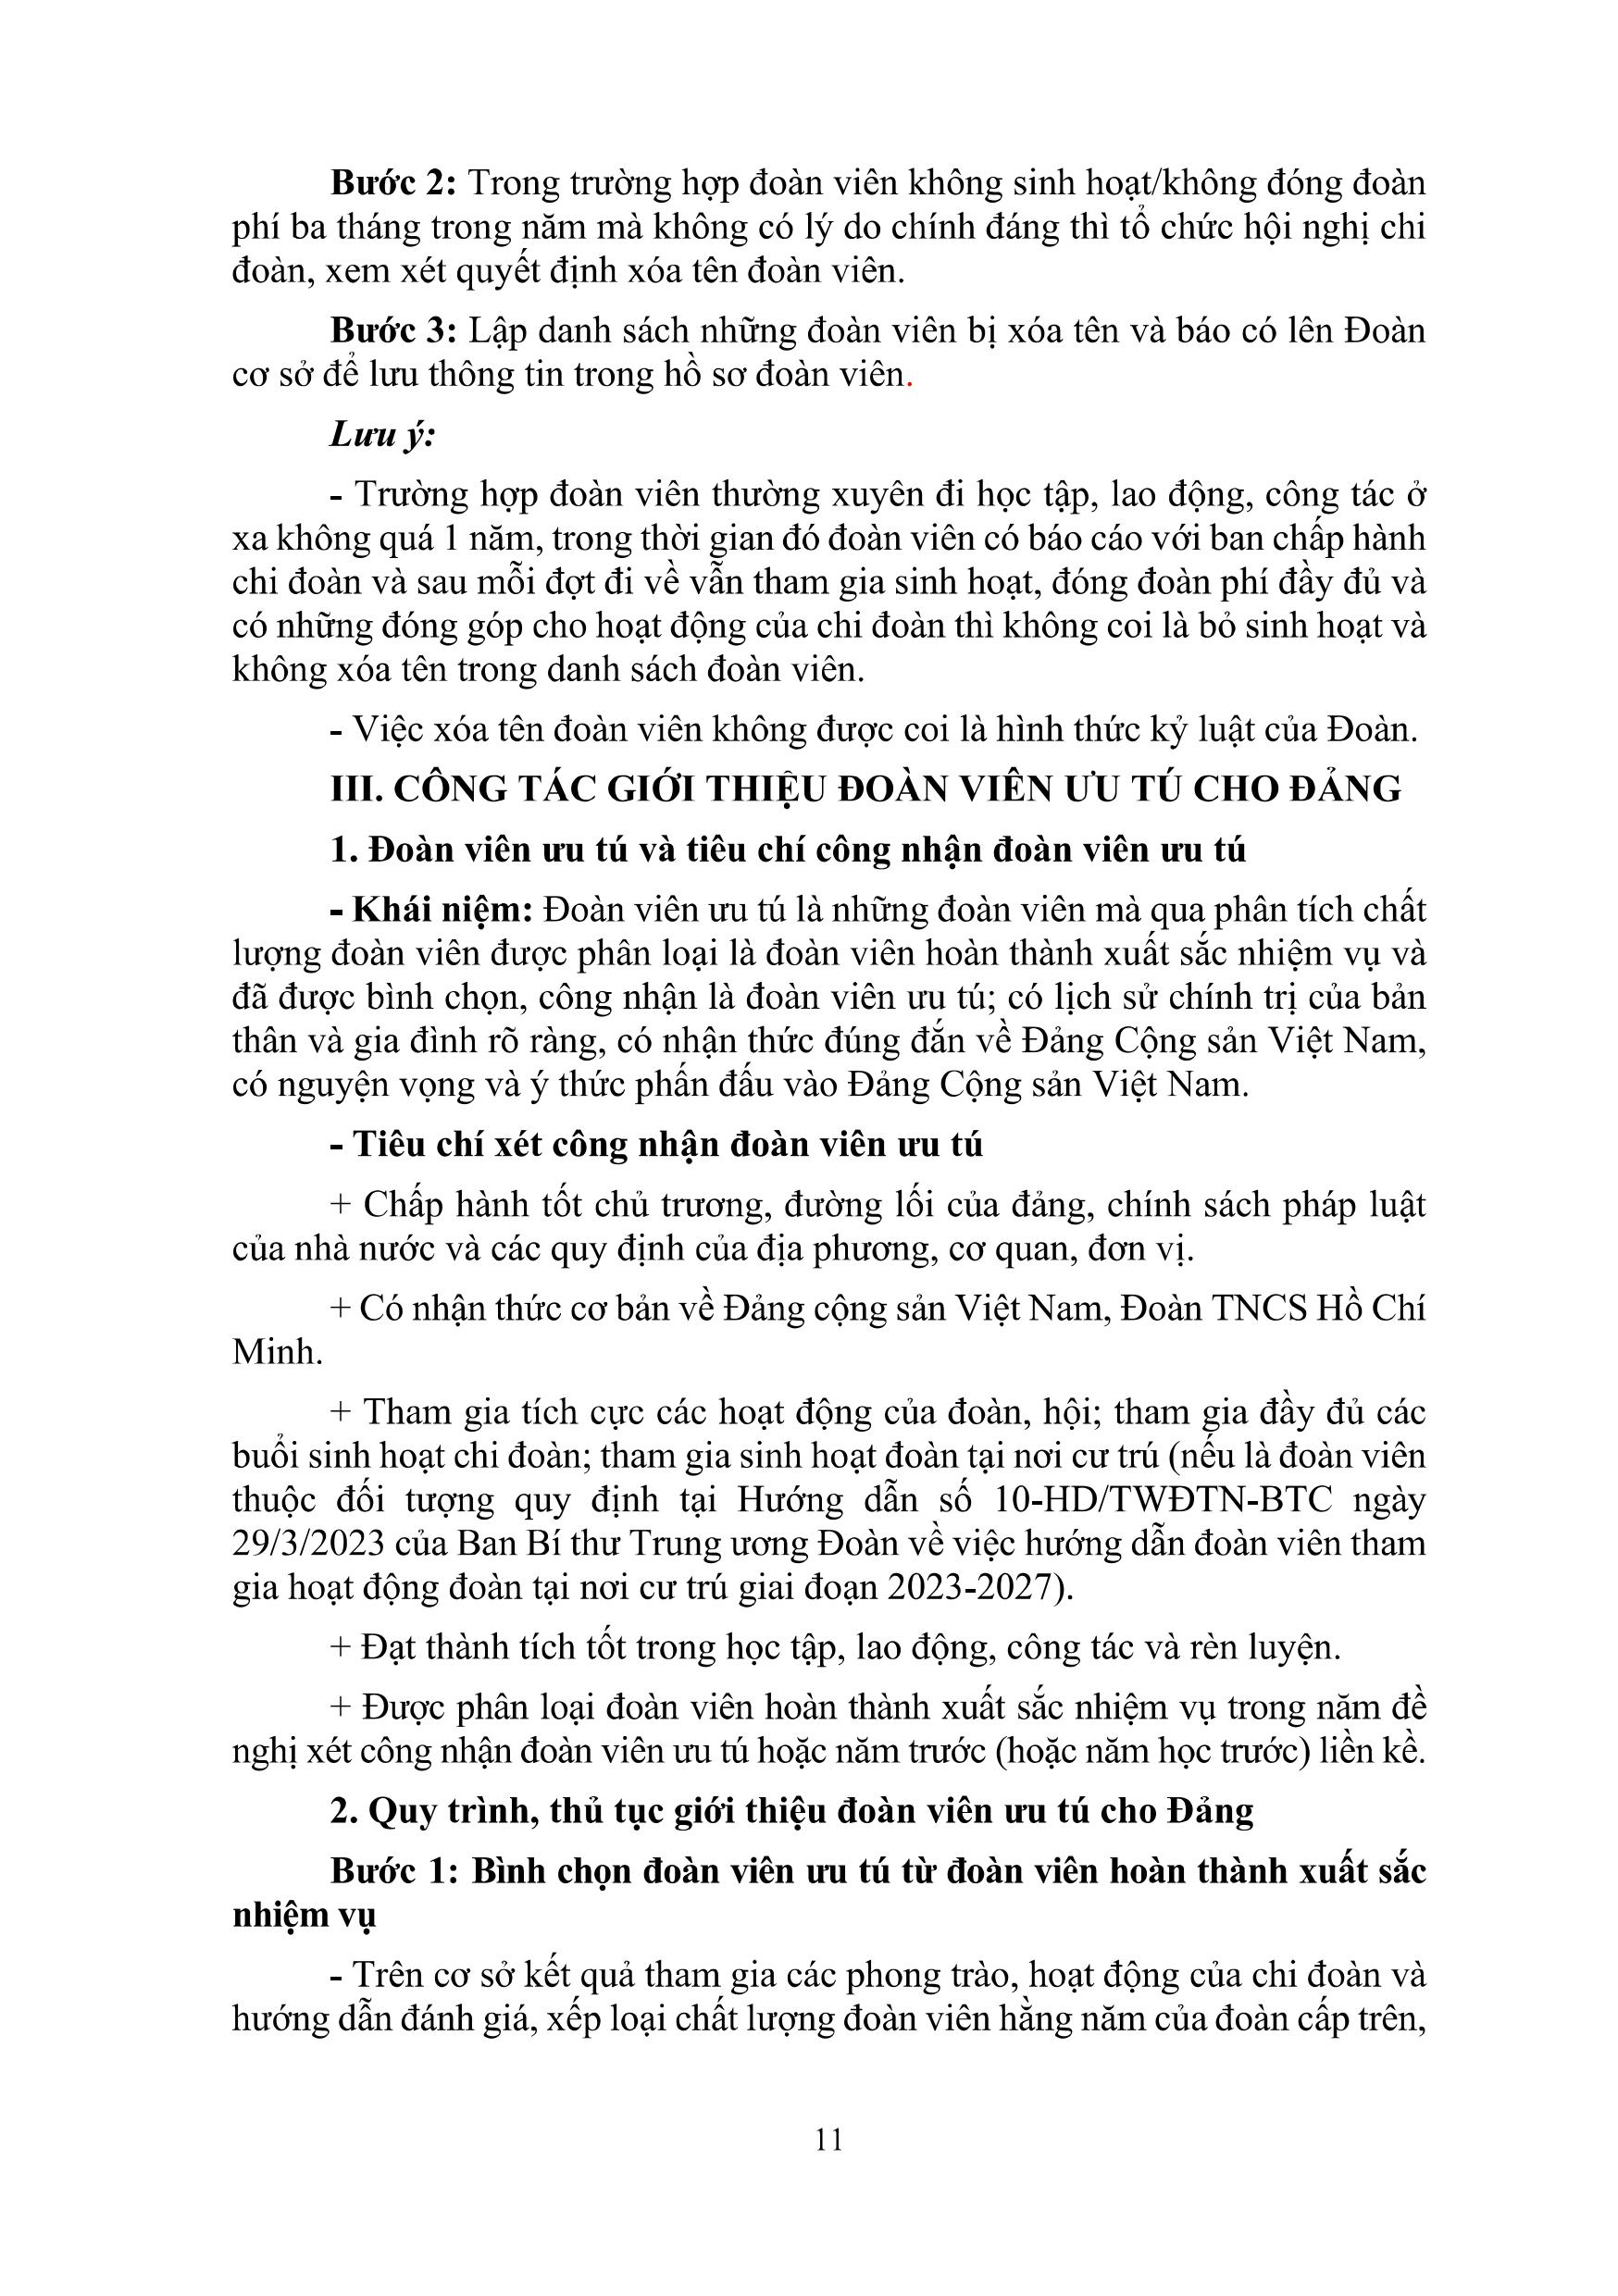 Bước 2: Trong trường hợp đoàn viên không sinh hoạt/không đóng đoàn
phí ba tháng trong năm mà không có lý do chính đáng thì tổ chức hội nghị chi
đoàn, xem xét quyết định xóa tên đoàn viên.
Bước 3: Lập danh sách những đoàn viên bị xóa tên và báo có lên Đoàn
cơ sở để lưu thông tin trong hồ sơ đoàn viên.
Lưu ý:
- Trường hợp đoàn viên thường xuyên đi học tập, lao động, công tác ở
xa không quá 1 năm, trong thời gian đó đoàn viên có báo cáo với ban chấp hành
chi đoàn và sau mỗi đợt đi về vẫn tham gia sinh hoạt, đóng đoàn phí đầy đủ và
có những đóng góp cho hoạt động của chi đoàn thì không coi là bỏ sinh hoạt và
không xóa tên trong danh sách đoàn viên.
- Việc xóa tên đoàn viên không được coi là hình thức kỷ luật của Đoàn.
III. CÔNG TÁC GIỚI THIỆU ĐOÀN VIÊN ƯU TÚ CHO ĐẢNG
1. Đoàn viên ưu tú và tiêu chí công nhận đoàn viên ưu tú
- Khái niệm: Đoàn viên ưu tú là những đoàn viên mà qua phân tích chất
lượng đoàn viên được phân loại là đoàn viên hoàn thành xuất sắc nhiệm vụ và
đã được bình chọn, công nhận là đoàn viên ưu tú; có lịch sử chính trị của bản
thân và gia đình rõ ràng, có nhận thức đúng đắn về Đảng Cộng sản Việt Nam,
có nguyện vọng và ý thức phấn đấu vào Đảng Cộng sản Việt Nam.
- Tiêu chí xét công nhận đoàn viên ưu tú
+ Chấp hành tốt chủ trương, đường lối của đảng, chính sách pháp luật
của nhà nước và các quy định của địa phương, cơ quan, đơn vị.
+ Có nhận thức cơ bản về Đảng cộng sản Việt Nam, Đoàn TNCS Hồ Chí
Minh.
+ Tham gia tích cực các hoạt động của đoàn, hội; tham gia đầy đủ các
buổi sinh hoạt chi đoàn; tham gia sinh hoạt đoàn tại nơi cư trú (nếu là đoàn viên
thuộc đối tượng quy định tại Hướng dẫn số 10-HD/TWĐTN-BTC ngày
29/3/2023 của Ban Bí thư Trung ương Đoàn về việc hướng dẫn đoàn viên tham
gia hoạt động đoàn tại nơi cư trú giai đoạn 2023-2027).
+ Đạt thành tích tốt trong học tập, lao động, công tác và rèn luyện.
+ Được phân loại đoàn viên hoàn thành xuất sắc nhiệm vụ trong năm đề
nghị xét công nhận đoàn viên ưu tú hoặc năm trước (hoặc năm học trước) liền kề.
2. Quy trình, thủ tục giới thiệu đoàn viên ưu tú cho Đảng
Bước 1: Bình chọn đoàn viên ưu tú từ đoàn viên hoàn thành xuất sắc
nhiệm vụ
- Trên cơ sở kết quả tham gia các phong trào, hoạt động của chi đoàn và
hướng dẫn đánh giá, xếp loại chất lượng đoàn viên hằng năm của đoàn cấp trên,
11